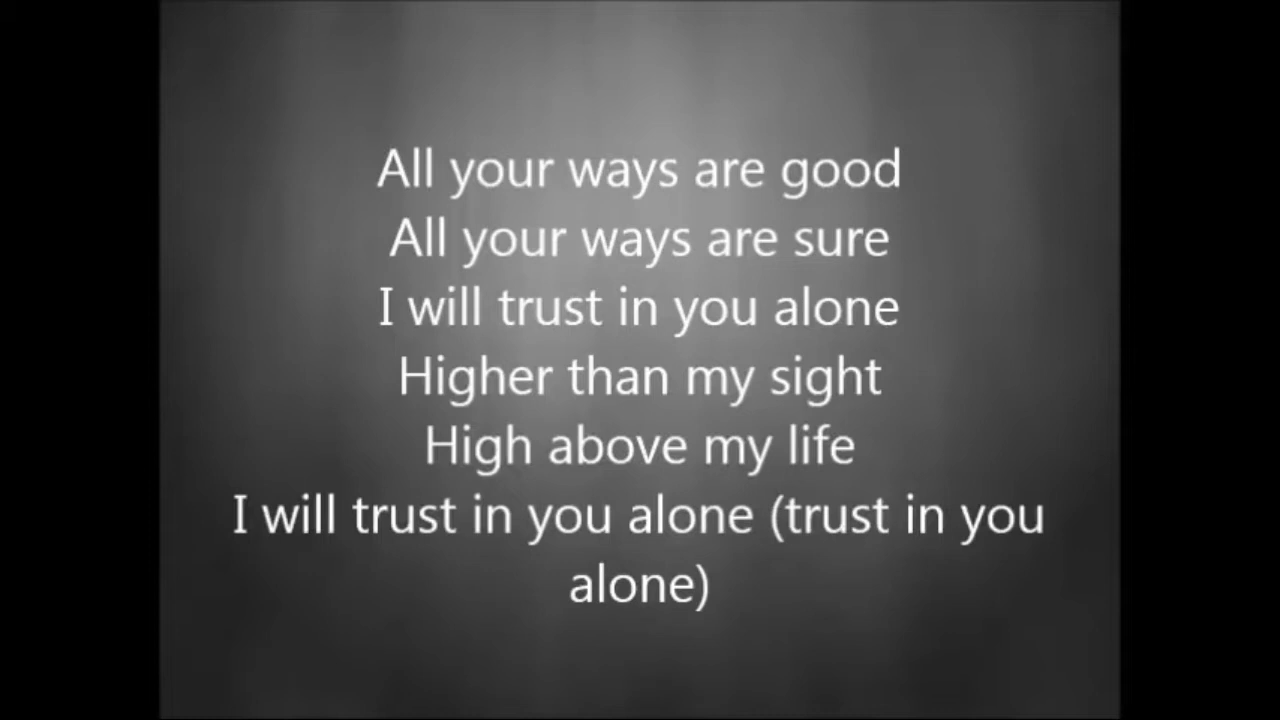 All your ways are good
All your ways are sure
I will trust in you alone
Higher than my sight
High above my life
I will trust in you alone (trust in you
alone)